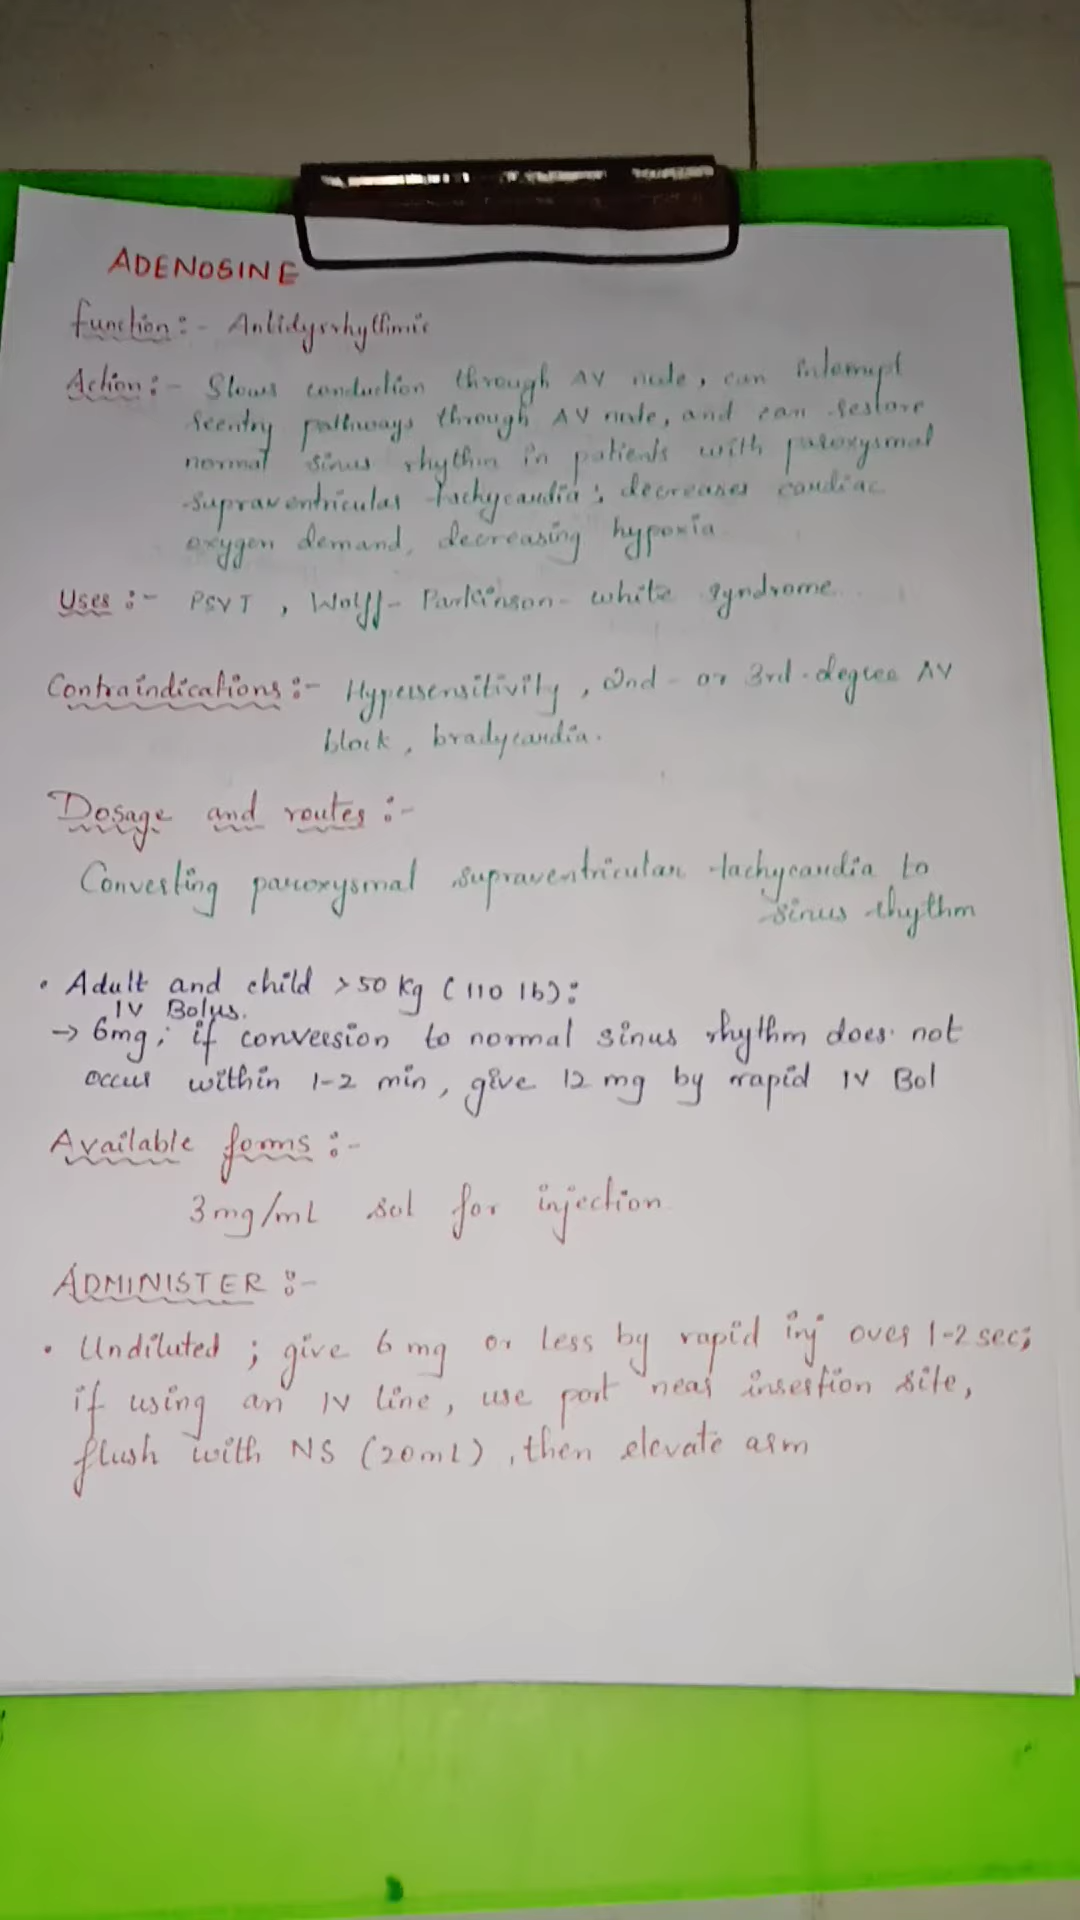 ADENOSINE
Function :- Antidysrhythmic
Action :- Slows conduction through AV node, can interrupt
reentry pathways through AV node, and can restore
normal sinus rhythm in patients with paroxysmal
supraventricular tachycardia; decreases cardiac
oxygen demand, decreasing hypoxia
Uses :- PSVT, Wolff-Parkinson-white syndrome
Contraindications :- Hypersensitivity, 2nd- or 3rd-degree AV
block, bradycardia.
Dosage and routes :-
Converting paroxysmal supraventricular tachycardia to
sinus rhythm
• Adult and child >50 kg (110 lb):
IV Bolus.
→ 6mg; if conversion to normal sinus rhythm does not
occur within 1-2 min, give 12 mg by rapid IV Bol
Available forms :-
3mg/mL sol for injection
ADMINISTER :-
• Undiluted ; give 6 mg or less by rapid inj over 1-2 sec;
if using an IV line, use port near insertion site,
flush with NS (20mL), then elevate arm